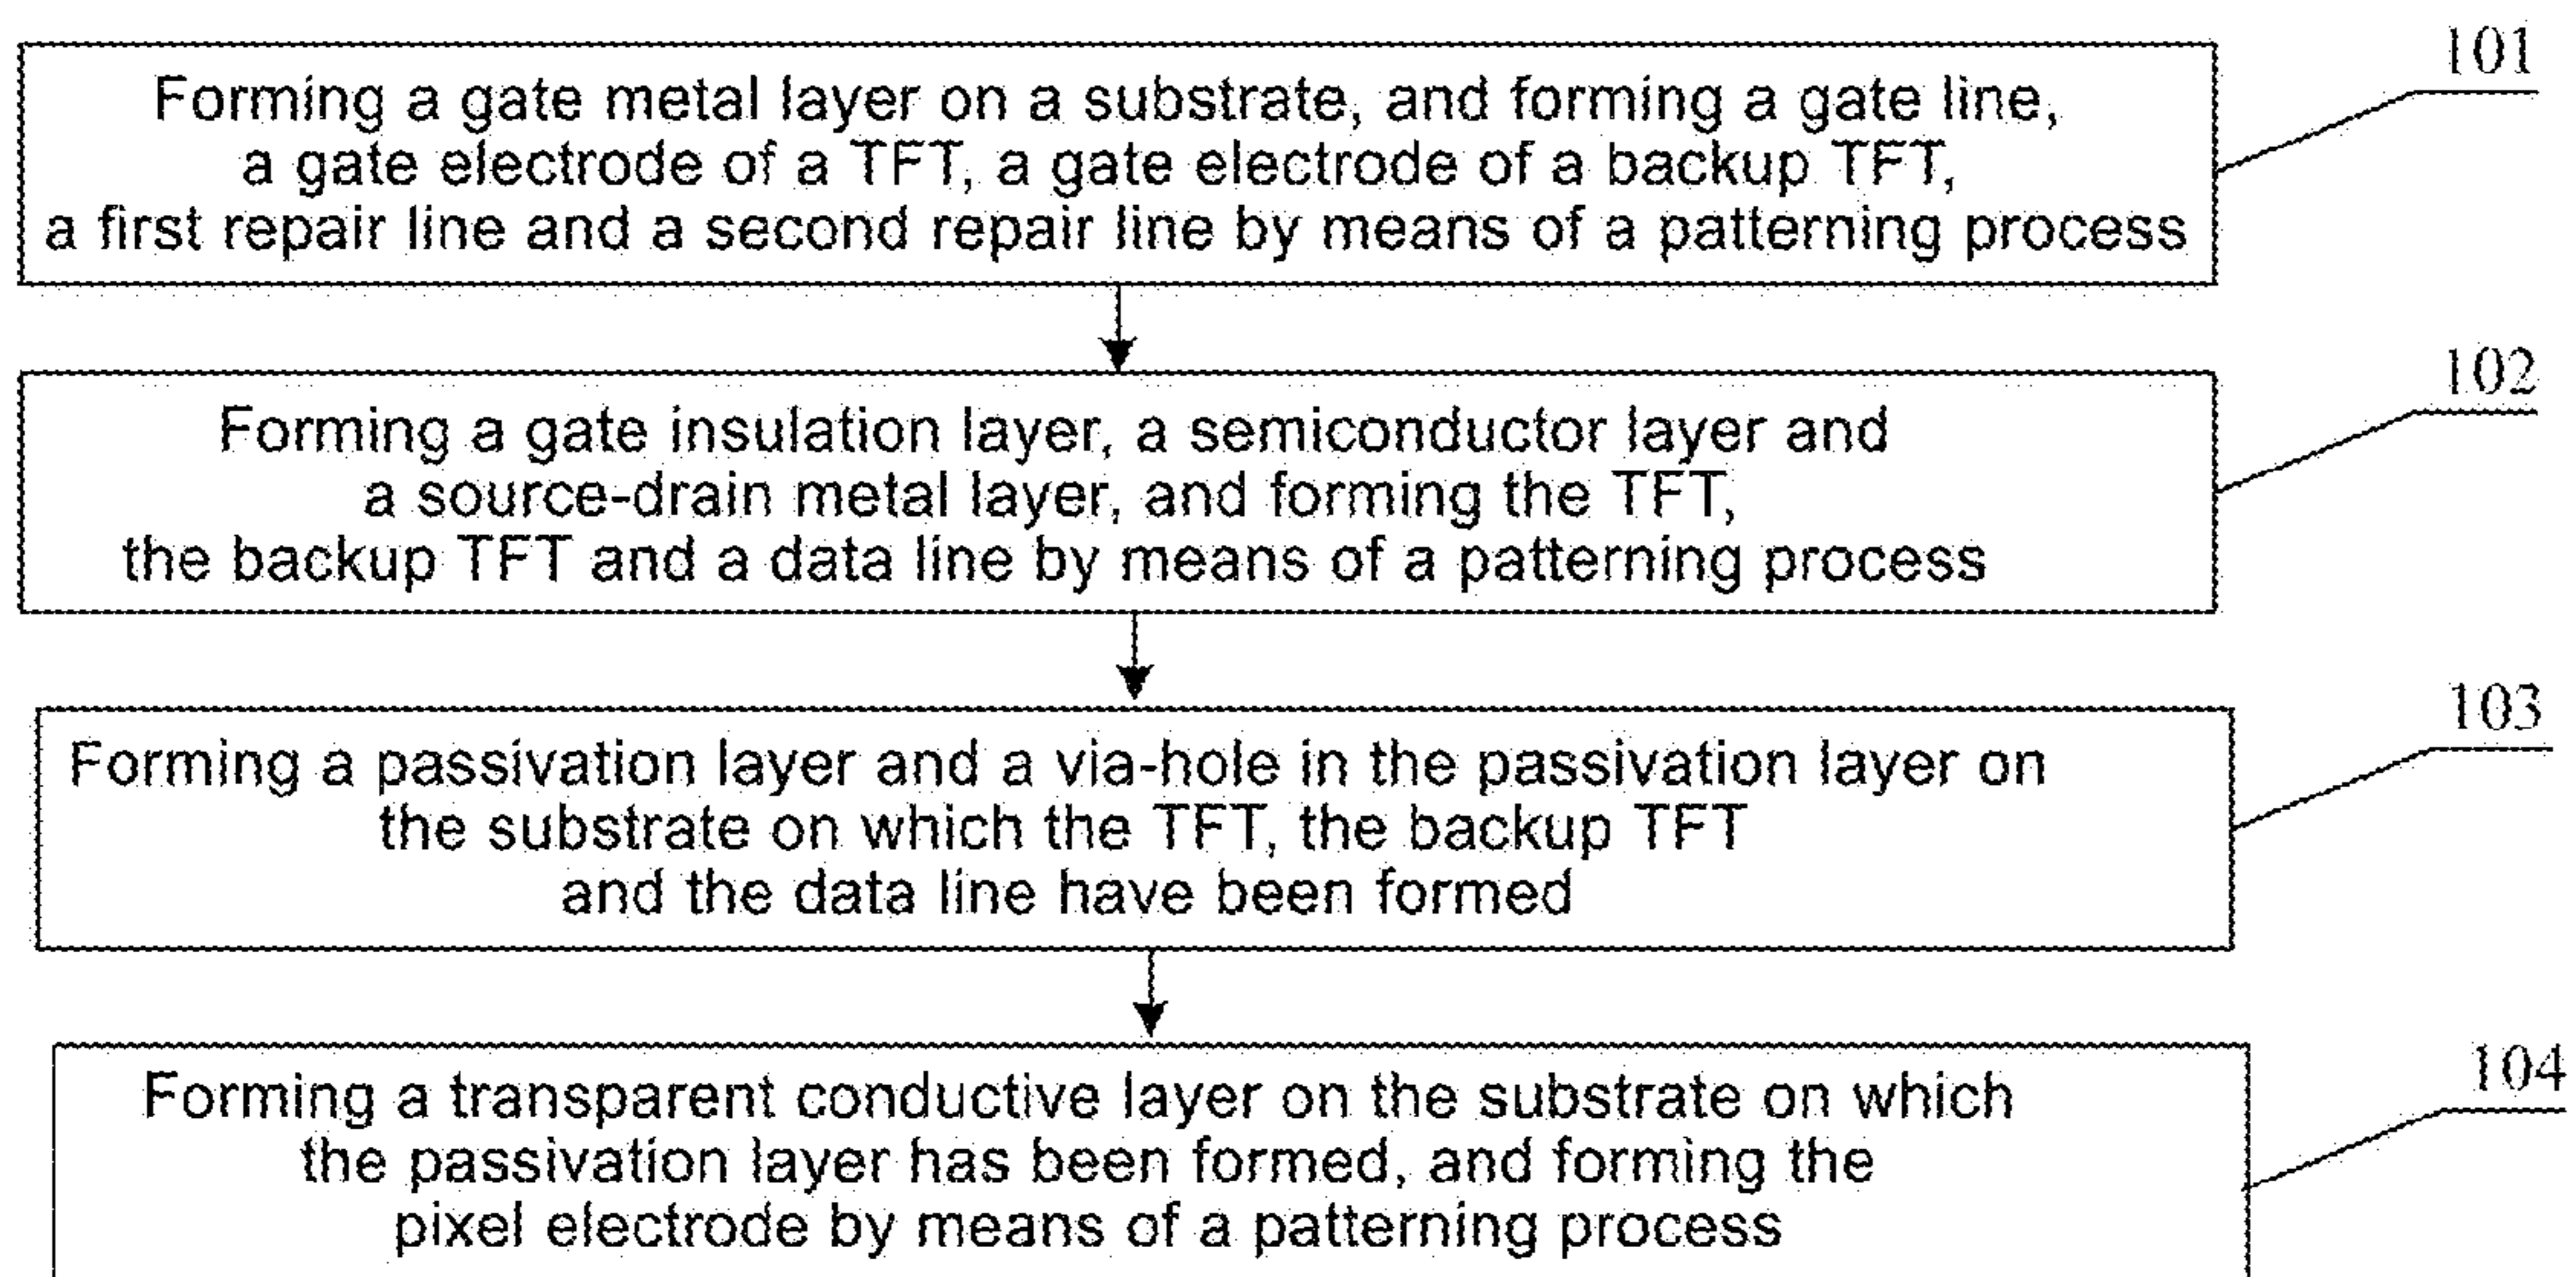 101
Forming a gate metal layer on a substrate, and forming a gate line,
a gate electrode of a TFT, a gate electrode of a backup TFT,
a first repair line and a second repair line by means of a patterning process
102
Forming a gate insulation layer, a semiconductor layer and
a source-drain metal layer, and forming the TFT,
the backup TFT and a data line by means of a patterning process
103
Forming a passivation layer and a via-hole in the passivation layer on
the substrate on which the TFT, the backup TFT
and the data line have been formed
104
Forming a transparent conductive layer on the substrate on which
the passivation layer has been formed, and forming the
pixel electrode by means of a patterning process